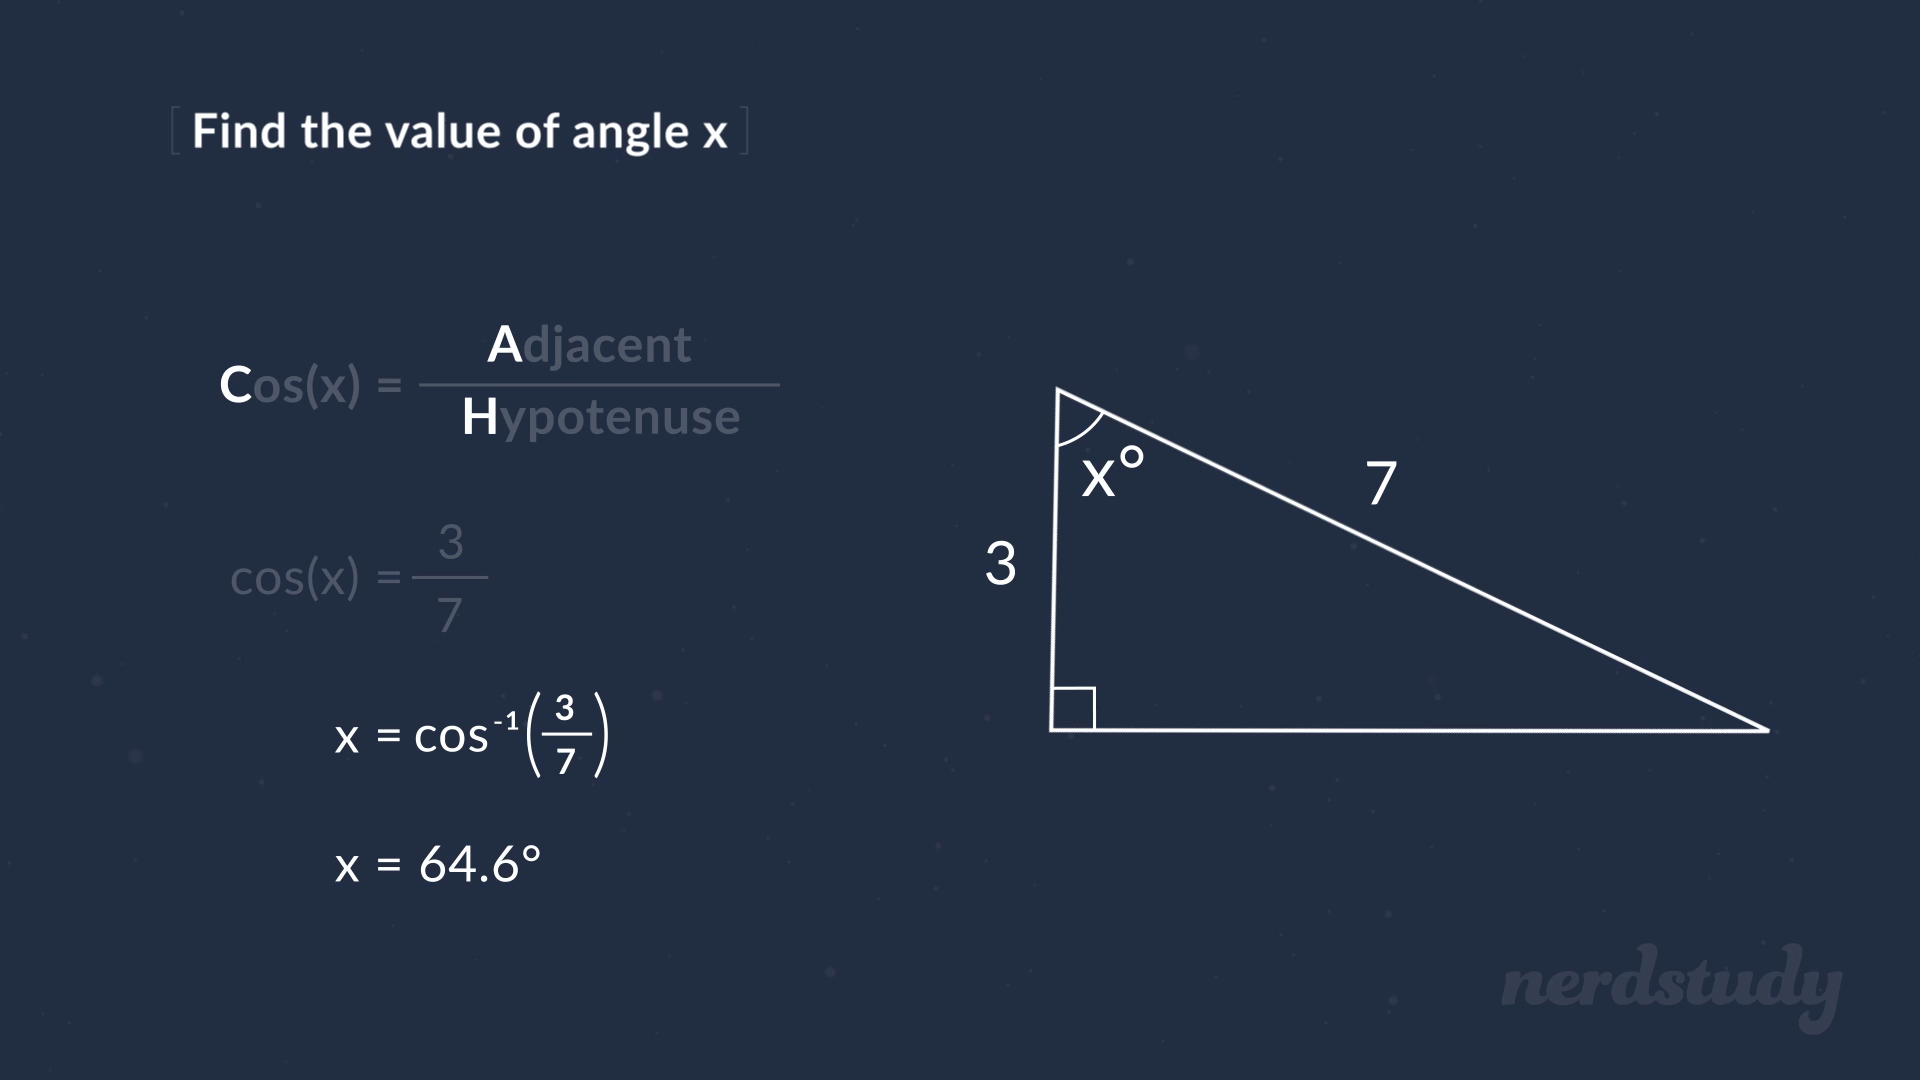 [ Find the value of angle x ]
Cos(x) = Adjacent / Hypotenuse
cos(x) = 3 / 7
x = cos⁻¹(3/7)
x = 64.6°
x°
7
3
nerdstudy